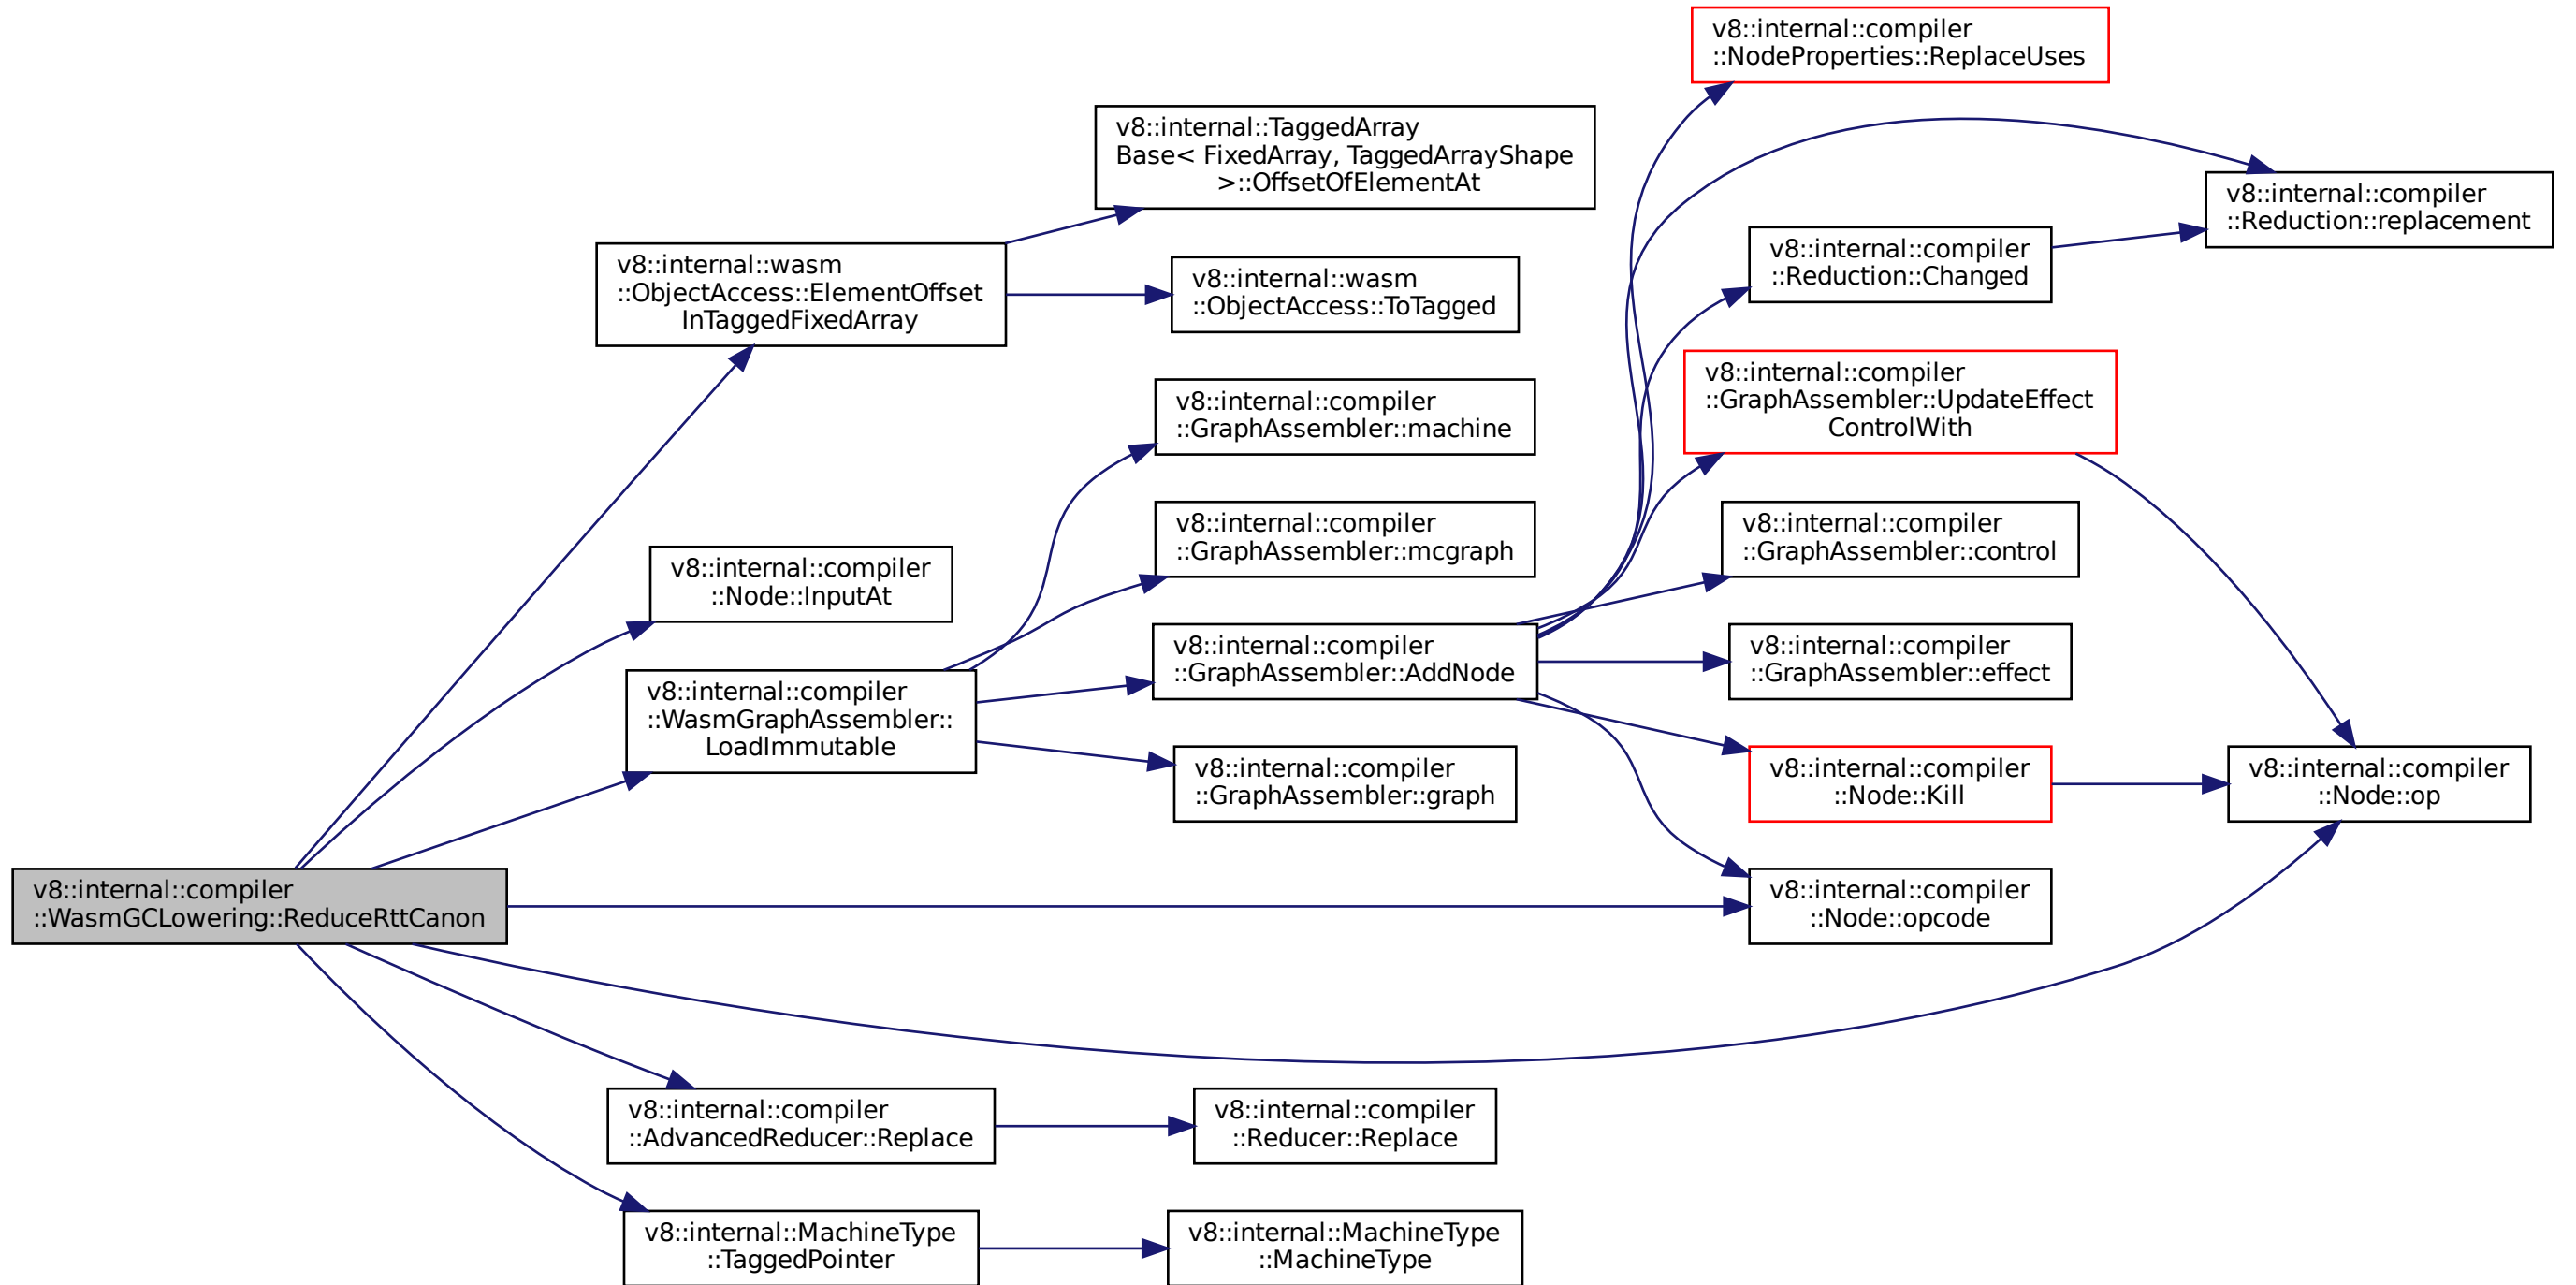 v8::internal::compiler
::NodeProperties::ReplaceUses
v8::internal::TaggedArray
Base< FixedArray, TaggedArrayShape
>::OffsetOfElementAt
v8::internal::compiler
::Reduction::replacement
v8::internal::compiler
::Reduction::Changed
v8::internal::wasm
::ObjectAccess::ElementOffset
InTaggedFixedArray
v8::internal::wasm
::ObjectAccess::ToTagged
v8::internal::compiler
::GraphAssembler::UpdateEffect
ControlWith
v8::internal::compiler
::GraphAssembler::machine
v8::internal::compiler
::GraphAssembler::mcgraph
v8::internal::compiler
::GraphAssembler::control
v8::internal::compiler
::Node::InputAt
v8::internal::compiler
::GraphAssembler::AddNode
v8::internal::compiler
::GraphAssembler::effect
v8::internal::compiler
::WasmGraphAssembler::
LoadImmutable
v8::internal::compiler
::GraphAssembler::graph
v8::internal::compiler
::Node::Kill
v8::internal::compiler
::Node::op
v8::internal::compiler
::WasmGCLowering::ReduceRttCanon
v8::internal::compiler
::Node::opcode
v8::internal::compiler
::AdvancedReducer::Replace
v8::internal::compiler
::Reducer::Replace
v8::internal::MachineType
::TaggedPointer
v8::internal::MachineType
::MachineType